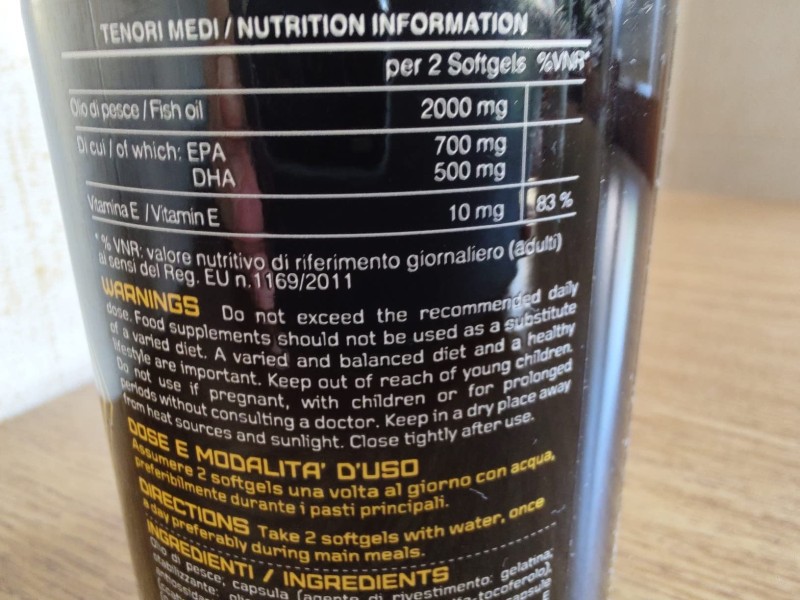 TENORI MEDI / NUTRITION INFORMATION
per 2 Softgels %VNR*
Olio di pesce / Fish oil 2000 mg
Di cui / of which: EPA 700 mg
DHA 500 mg
Vitamina E / Vitamin E 10 mg 83 %
* % VNR: valore nutritivo di riferimento giornaliero (adulti)
ai sensi del Reg. EU n.1169/2011
WARNINGS Do not exceed the recommended daily
dose. Food supplements should not be used as a substitute
of a varied diet. A varied and balanced diet and a healthy
lifestyle are important. Keep out of reach of young children.
Do not use if pregnant, with children or for prolonged
periods without consulting a doctor. Keep in a dry place away
from heat sources and sunlight. Close tightly after use.
DOSE E MODALITA' D'USO
Assumere 2 softgels una volta al giorno con acqua,
preferibilmente durante i pasti principali.
DIRECTIONS Take 2 softgels with water, once
a day preferably during main meals.
INGREDIENTI / INGREDIENTS
Olio di pesce; capsula (agente di rivestimento: gelatina;
stabilizzante: